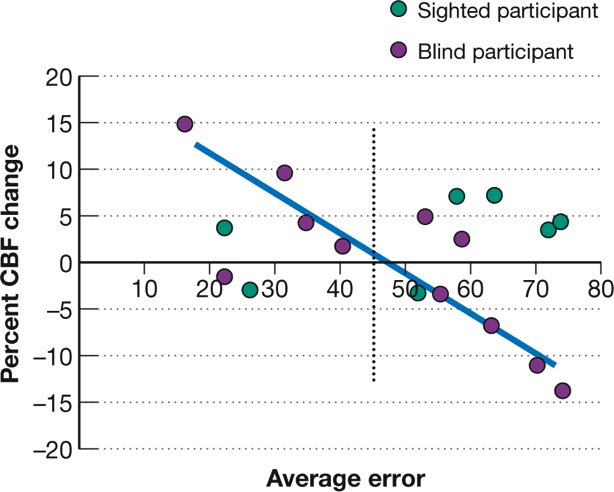 Sighted participant
Blind participant
20
15
10
5
0
–5
–10
–15
–20
10 20 30 40 50 60 70 80
Percent CBF change
Average error